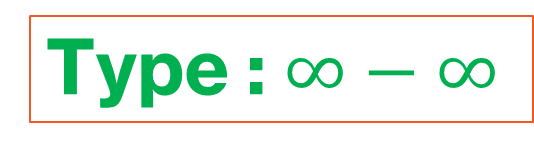 Type : ∞ − ∞